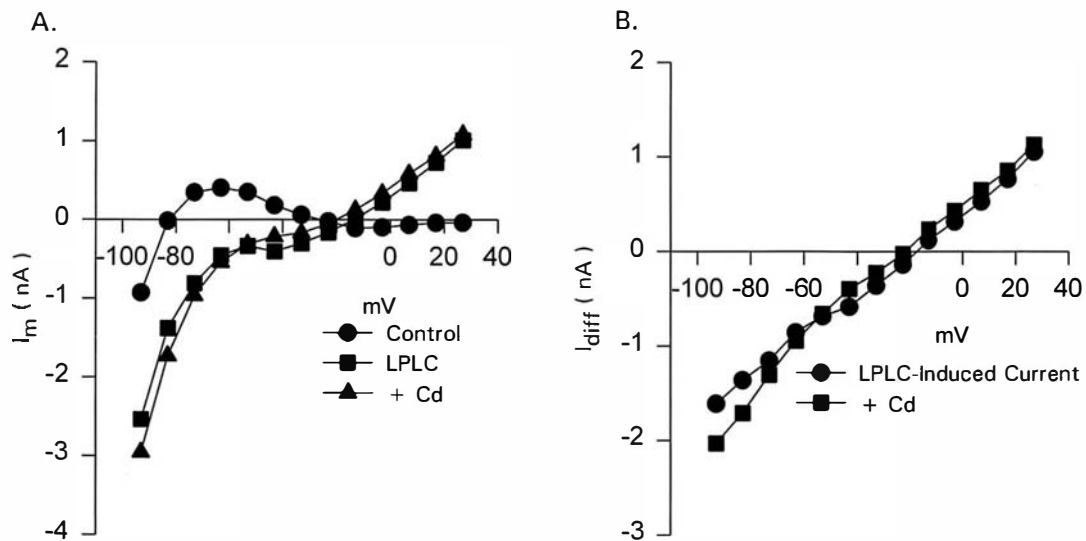 A.
2
1
0
-1
-2
-3
-4
-100 -80 0 20 40
I_m ( nA )
mV
Control
LPLC
+ Cd
B.
2
1
0
-1
-2
-3
-100 -80 -60 0 20 40
I_diff ( nA )
mV
LPLC-Induced Current
+ Cd